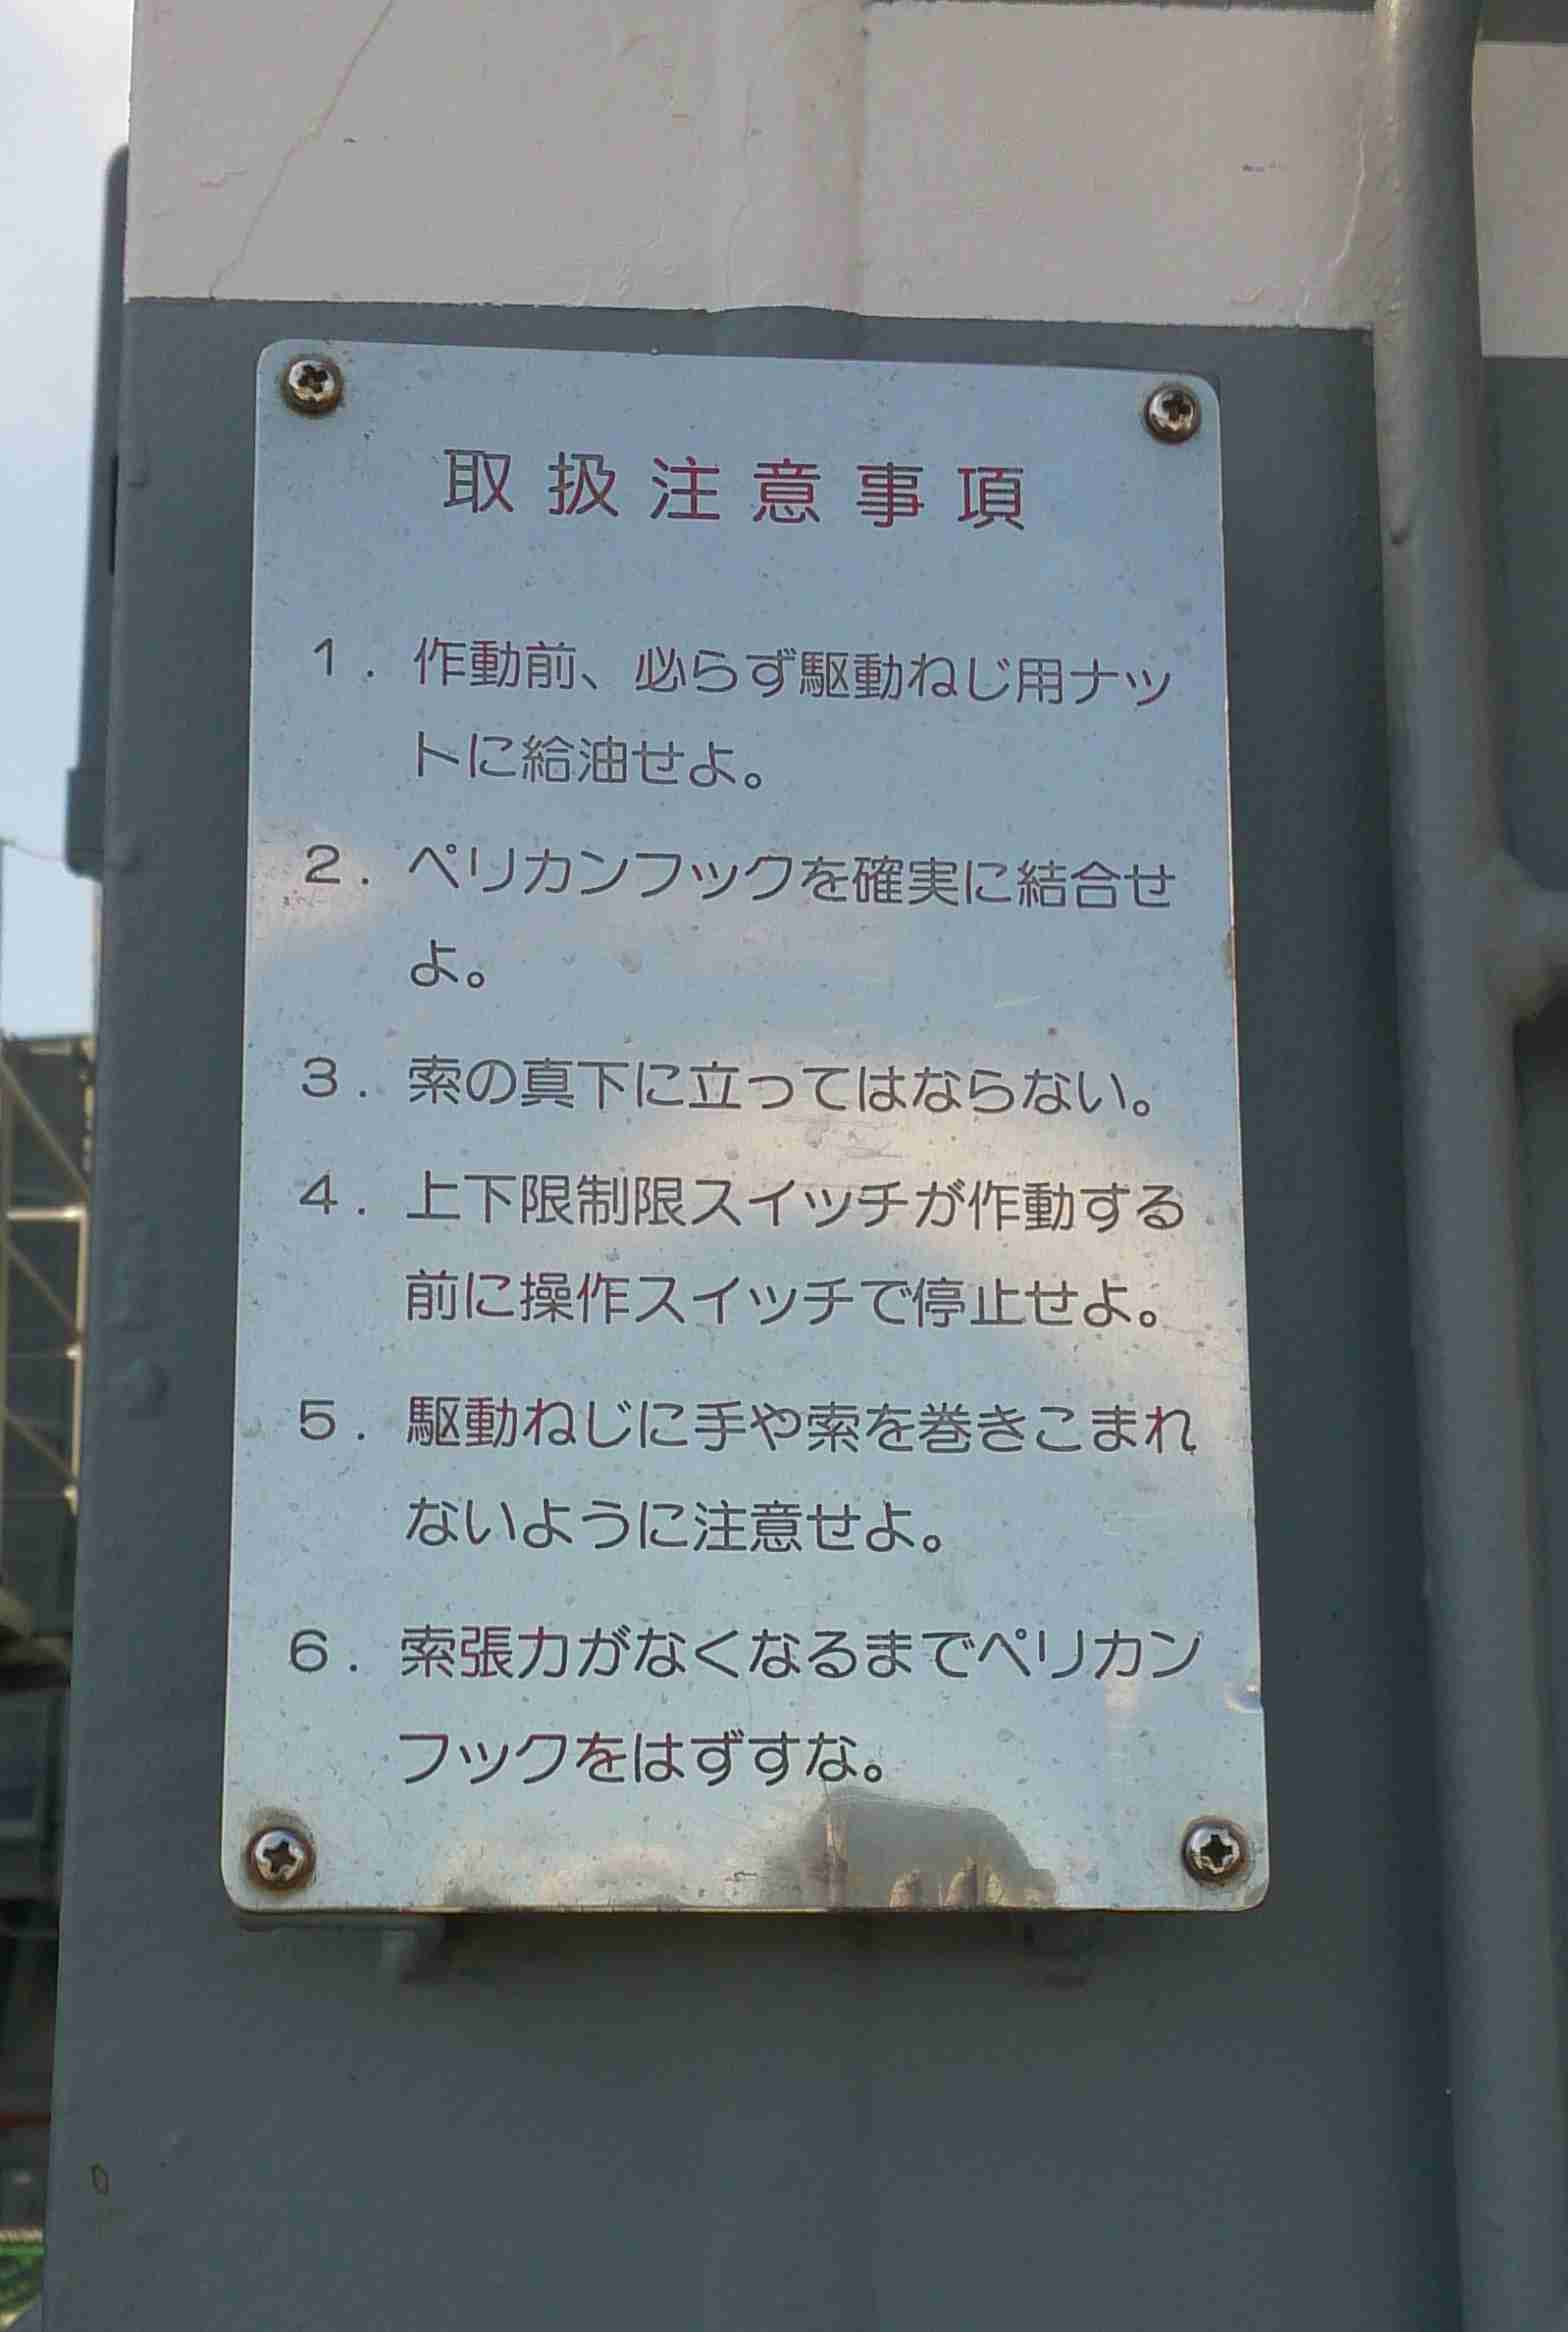 取扱注意事項
1. 作動前、必らず駆動ねじ用ナッ
トに給油せよ。
2. ペリカンフックを確実に結合せ
よ。
3. 索の真下に立ってはならない。
4. 上下限制限スイッチが作動する
前に操作スイッチで停止せよ。
5. 駆動ねじに手や索を巻きこまれ
ないように注意せよ。
6. 索張力がなくなるまでペリカン
フックをはずすな。